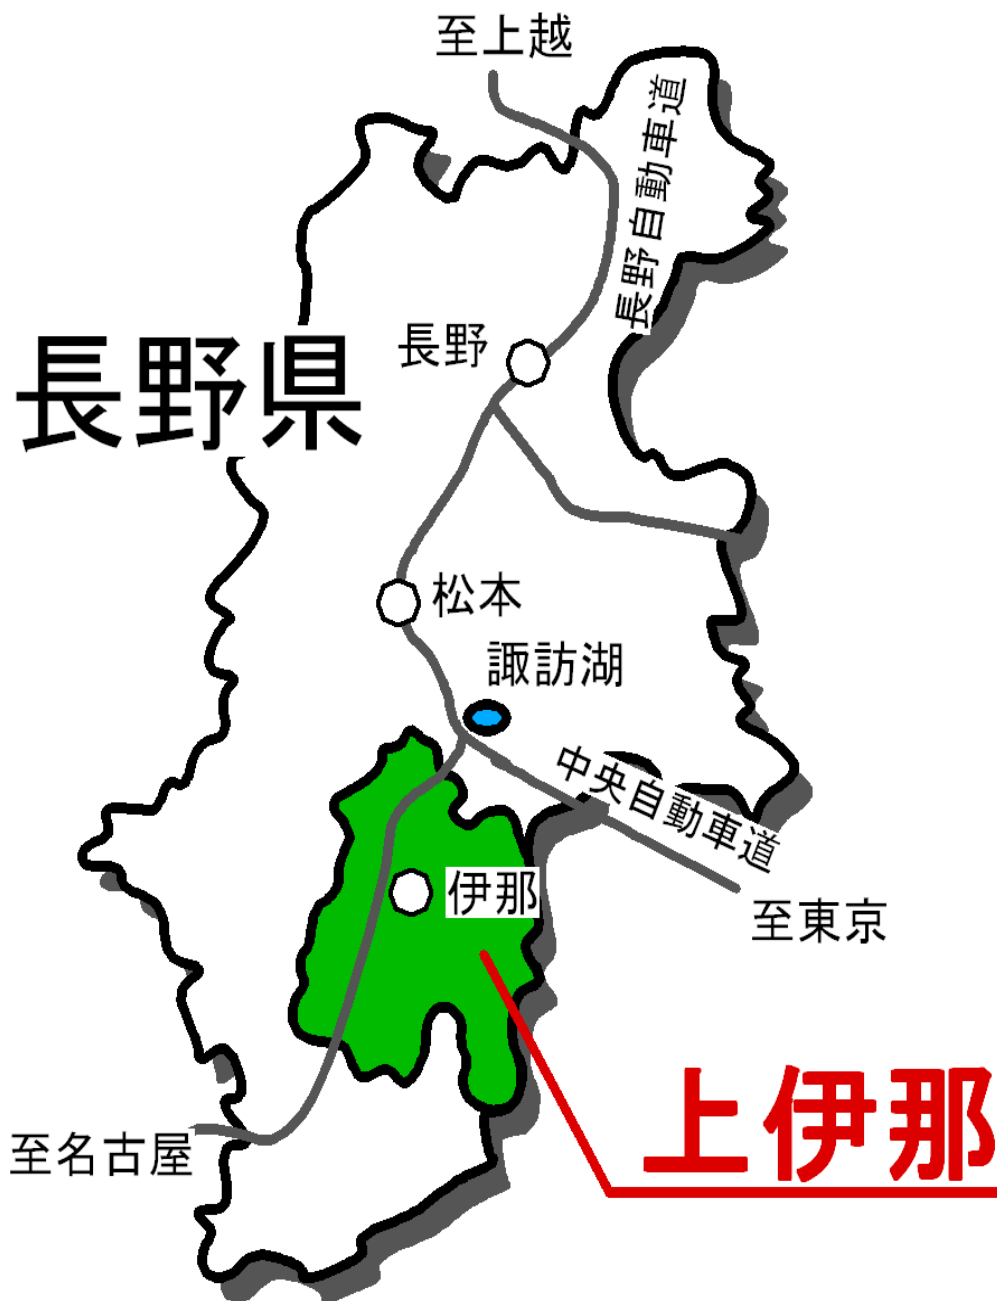 至上越
長野自動車道
長野県
長野
松本
諏訪湖
中央自動車道
伊那
至東京
上伊那
至名古屋